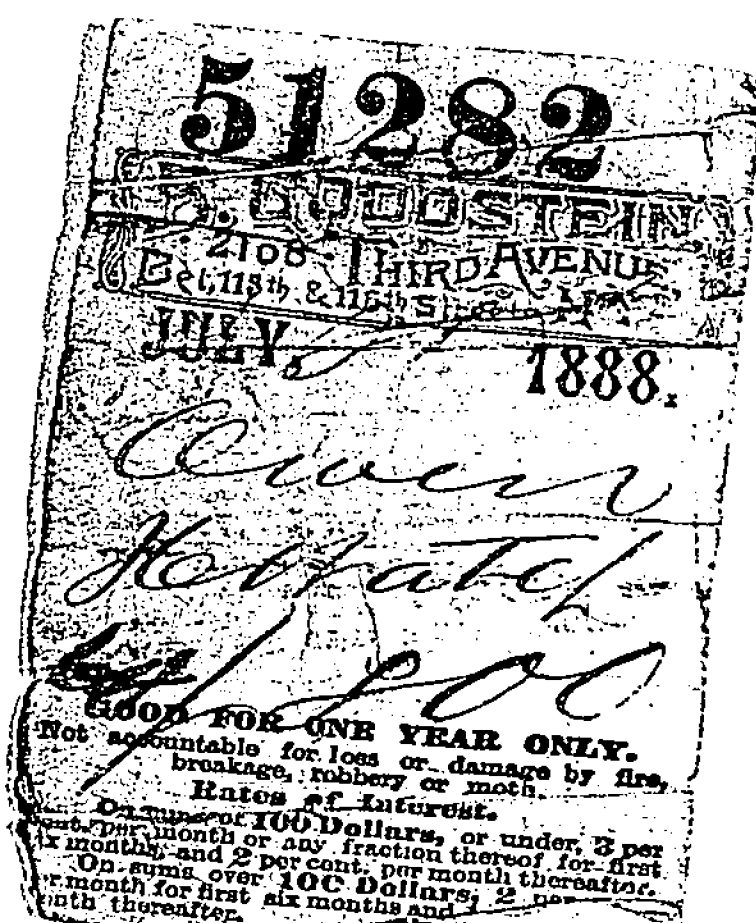 51282
GOODSTEIN
2108 THIRD AVENUE
Bet. 115th & 116th
JULY, 1888.
Owen
Watch
GOOD FOR ONE YEAR ONLY.
Not accountable for loss or damage by fire,
breakage, robbery or moth.
Rates of Interest.
On sums of 100 Dollars, or under, 3 per
cent. per month or any fraction thereof for first
six months, and 2 per cent. per month thereafter.
On sums over 100 Dollars, 2 per
r month for first six months and
onth thereafter.